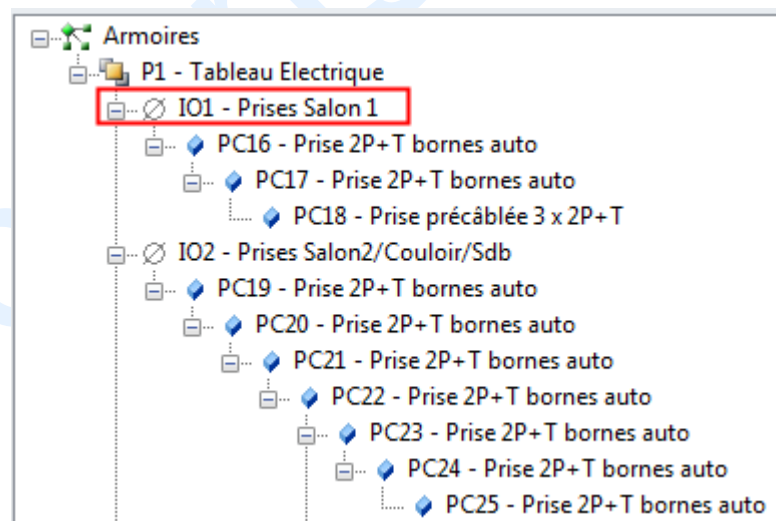 Armoires
P1 - Tableau Electrique
IO1 - Prises Salon 1
PC16 - Prise 2P+T bornes auto
PC17 - Prise 2P+T bornes auto
PC18 - Prise précâblée 3 x 2P+T
IO2 - Prises Salon2/Couloir/Sdb
PC19 - Prise 2P+T bornes auto
PC20 - Prise 2P+T bornes auto
PC21 - Prise 2P+T bornes auto
PC22 - Prise 2P+T bornes auto
PC23 - Prise 2P+T bornes auto
PC24 - Prise 2P+T bornes auto
PC25 - Prise 2P+T bornes auto